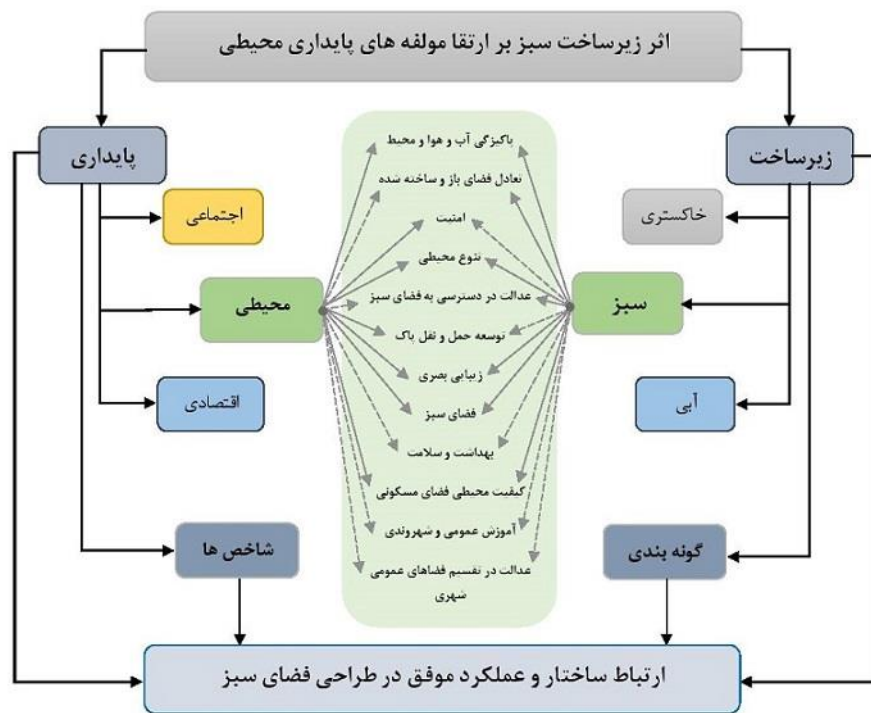 اثر زیرساخت سبز بر ارتقا مولفه های پایداری محیطی
زیرساخت
پایداری
خاکستری
سبز
آبی
گونه بندی
پاکیزگی آب و هوا و محیط
تعادل فضای باز و ساخته شده
امنیت
تنوع محیطی
عدالت در دسترسی به فضای سبز
توسعه حمل و نقل پاک
زیبایی بصری
فضای سبز
بهداشت و سلامت
کیفیت محیطی فضای مسکونی
آموزش عمومی و شهروندی
عدالت در تقسیم فضاهای عمومی
شهری
اجتماعی
محیطی
اقتصادی
شاخص ها
ارتباط ساختار و عملکرد موفق در طراحی فضای سبز